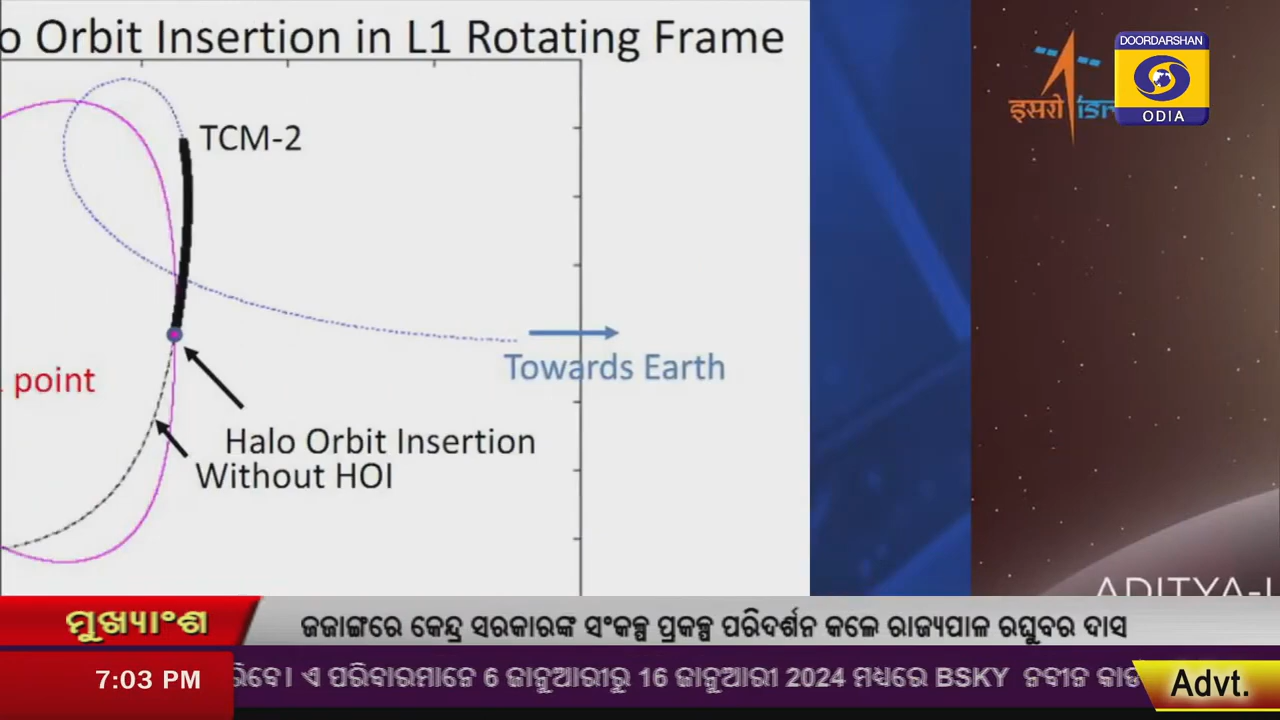 o Orbit Insertion in L1 Rotating Frame
TCM-2
Towards Earth
point
Halo Orbit Insertion
Without HOI
इसरो
DOORDARSHAN
ODIA
ADITYA-L
ମୁଖ୍ୟାଂଶ
ଜଜାଙ୍ଗରେ କେନ୍ଦ୍ର ସରକାରଙ୍କ ସଂକଳ୍ପ ପ୍ରକଳ୍ପ ପରିଦର୍ଶନ କଲେ ରାଜ୍ୟପାଳ ରଘୁବର ଦାସ
7:03 PM
ରିବେ। ଏ ପରିବାରମାନେ 6 ଜାନୁଆରୀରୁ 16 ଜାନୁଆରୀ 2024 ମଧ୍ୟରେ BSKY ନବୀନ କାର୍ଡ
Advt.